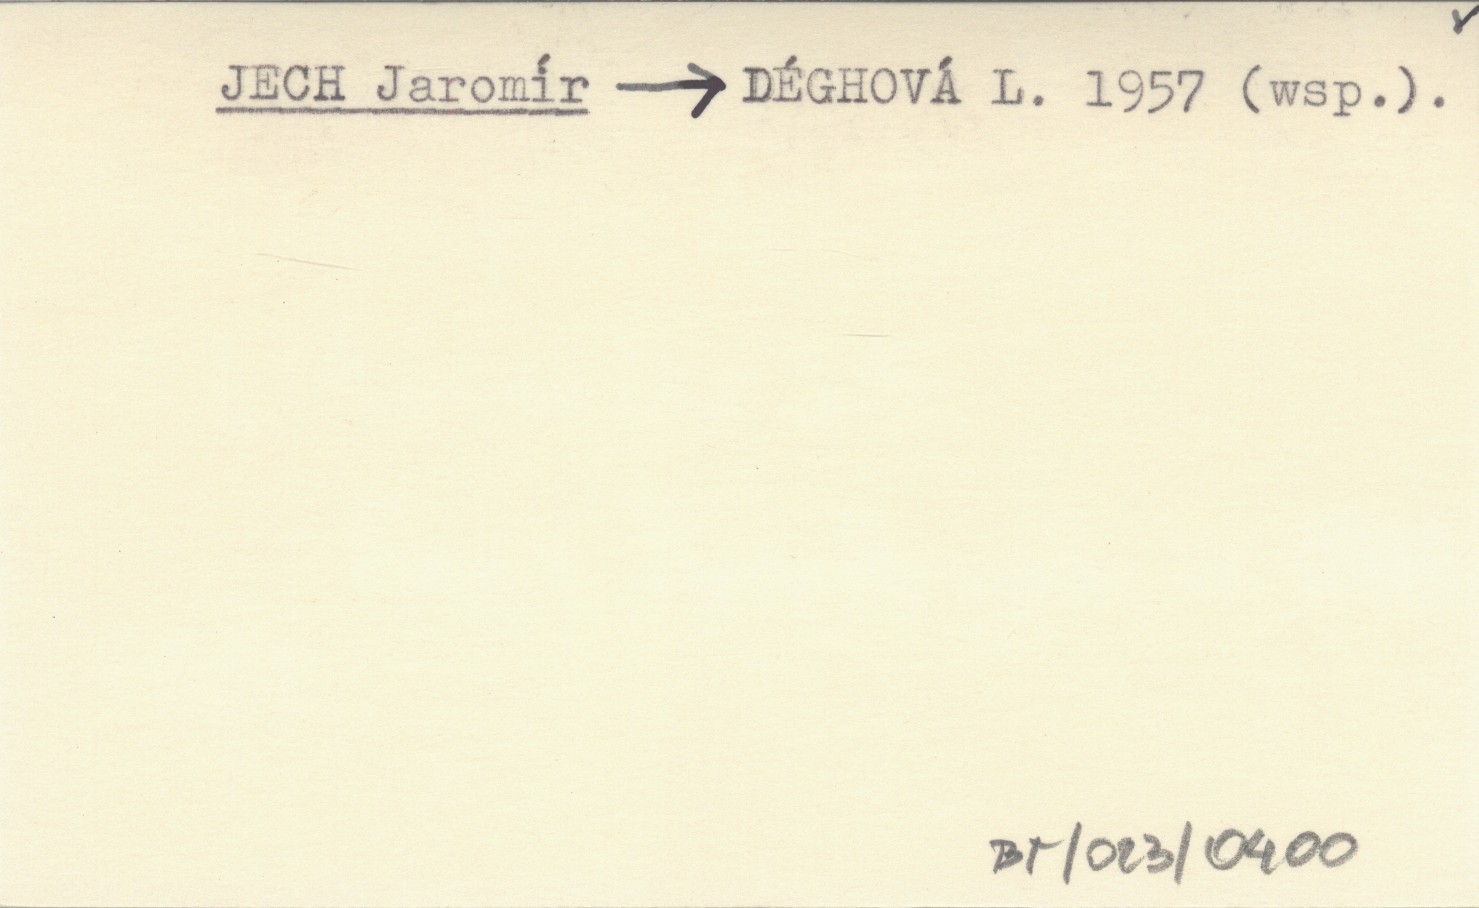 JECH Jaromír → DÉGHOVÁ L. 1957 (wsp.).
BT/023/0400